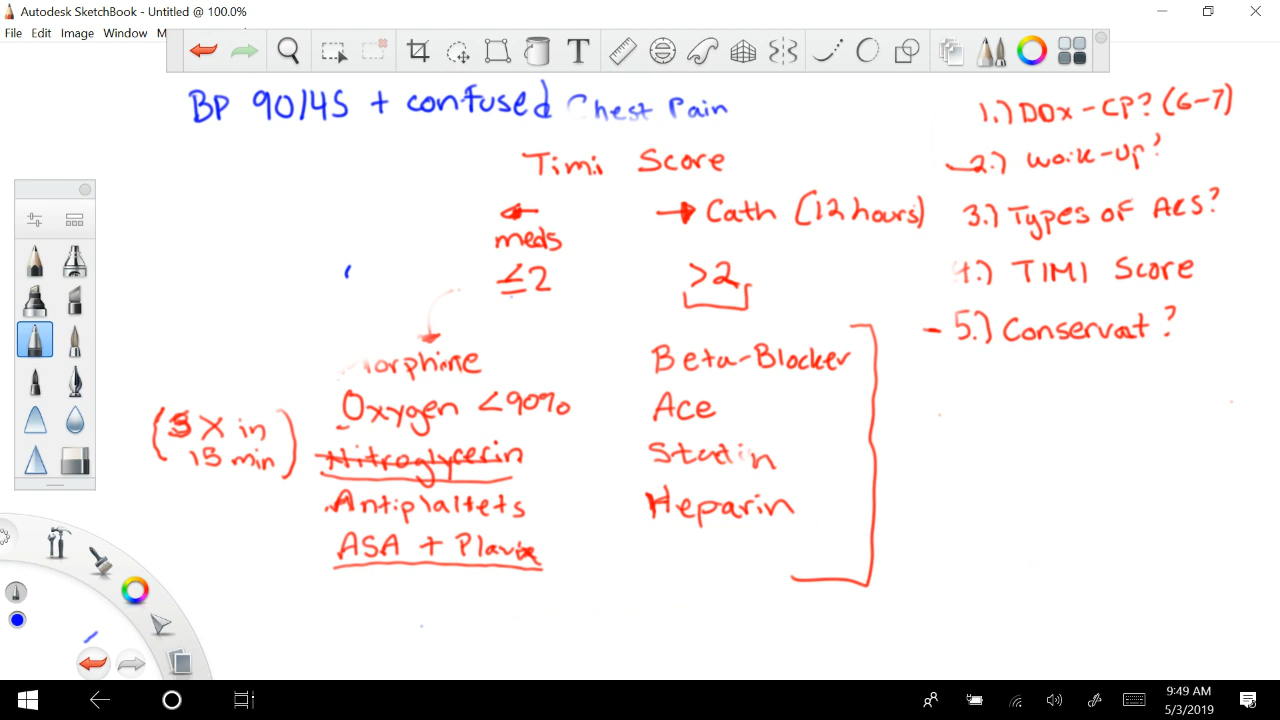 Autodesk SketchBook - Untitled @ 100.0%
File Edit Image Window M
BP 90/45 + confused Chest Pain
Timi Score
meds
Cath (12 hours)
≤2
>2
orphine
Oxygen <90%
(3 X in
15 min)
Nitroglycerin
Antiplaltets
ASA + Plavix
Beta-Blocker
Ace
Statin
Heparin
1.) DDx - CP? (6-7)
2.) Work-up?
3.) Types of ACS?
4.) TIMI Score
5.) Conservat?
9:49 AM
5/3/2019